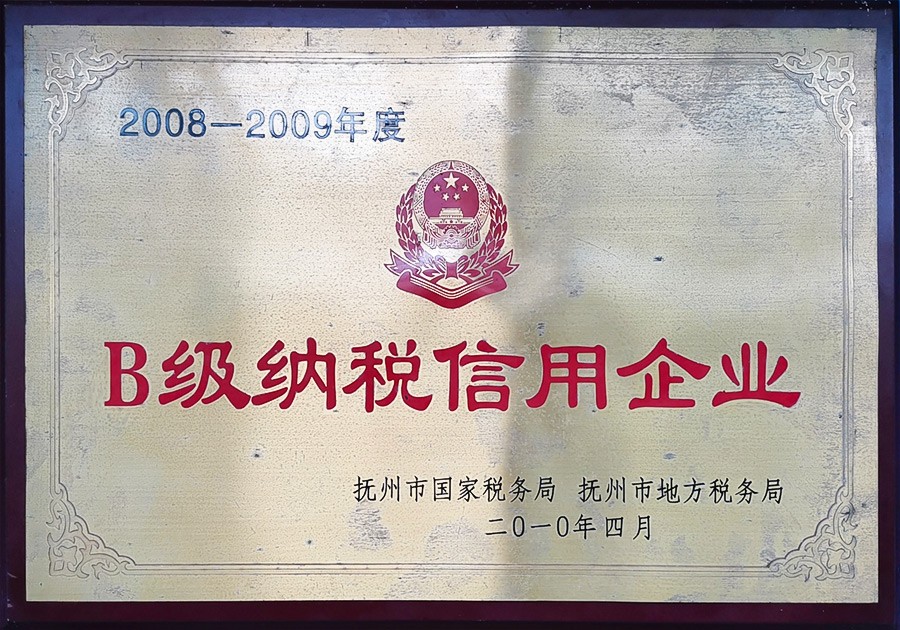 2008—2009年度
B级纳税信用企业
抚州市国家税务局 抚州市地方税务局
二〇一〇年四月